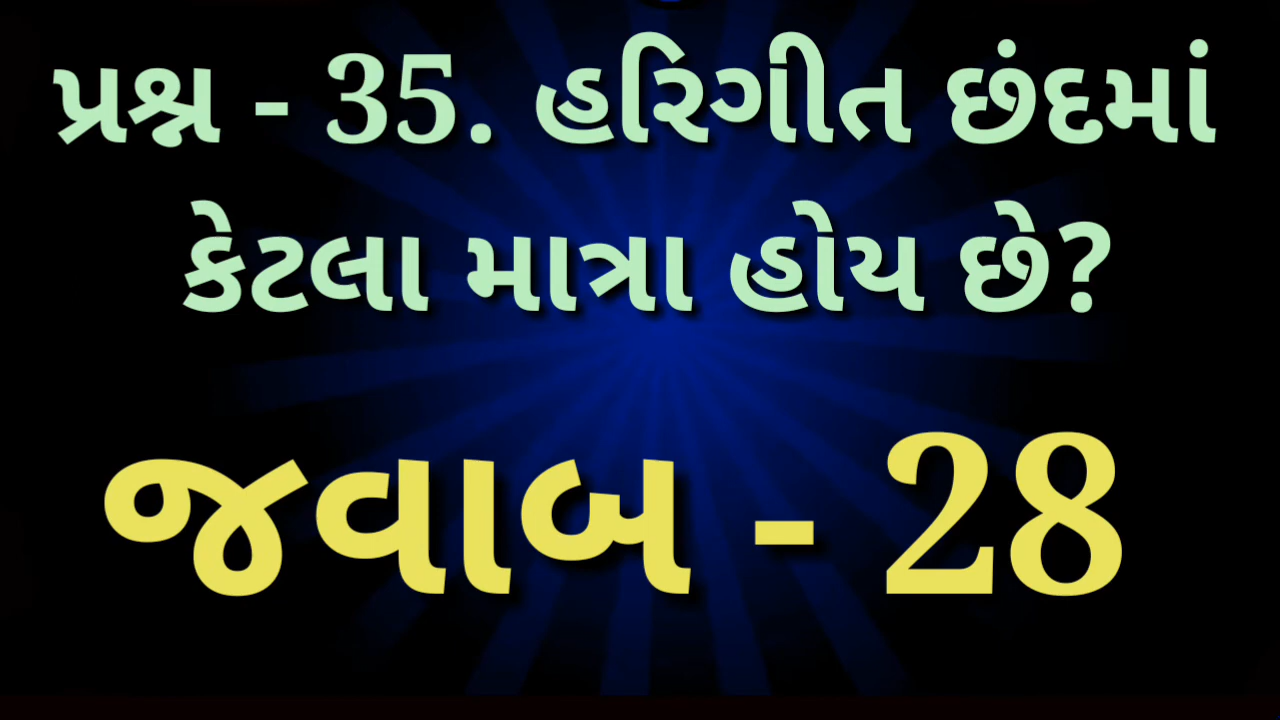 પ્રશ્ન - 35. હરિગીત છંદમાં
કેટલા માત્રા હોય છે?
જવાબ - 28